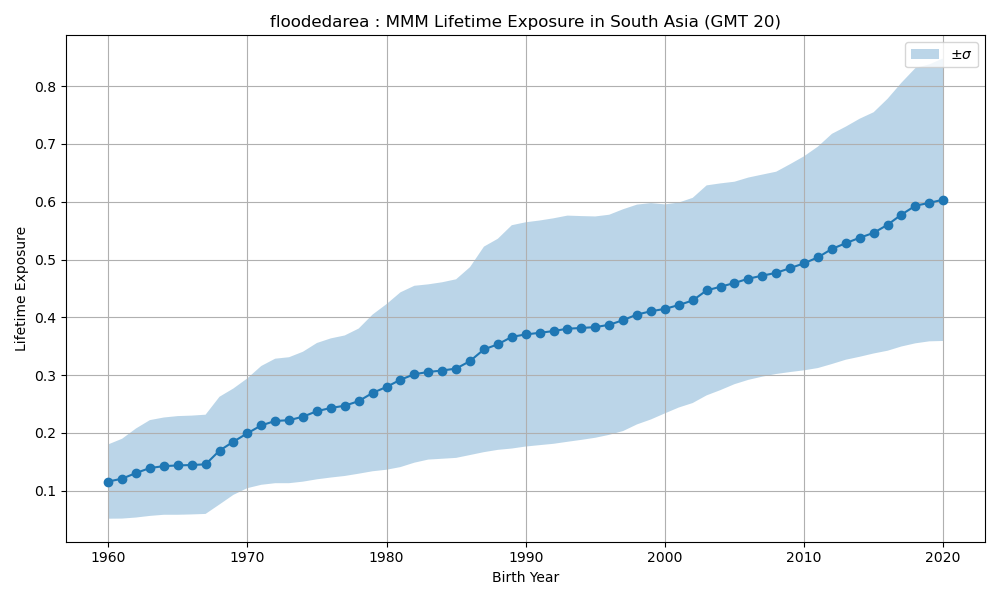 floodedarea : MMM Lifetime Exposure in South Asia (GMT 20)
±σ
Lifetime Exposure
0.8
0.7
0.6
0.5
0.4
0.3
0.2
0.1
1960 1970 1980 1990 2000 2010 2020
Birth Year